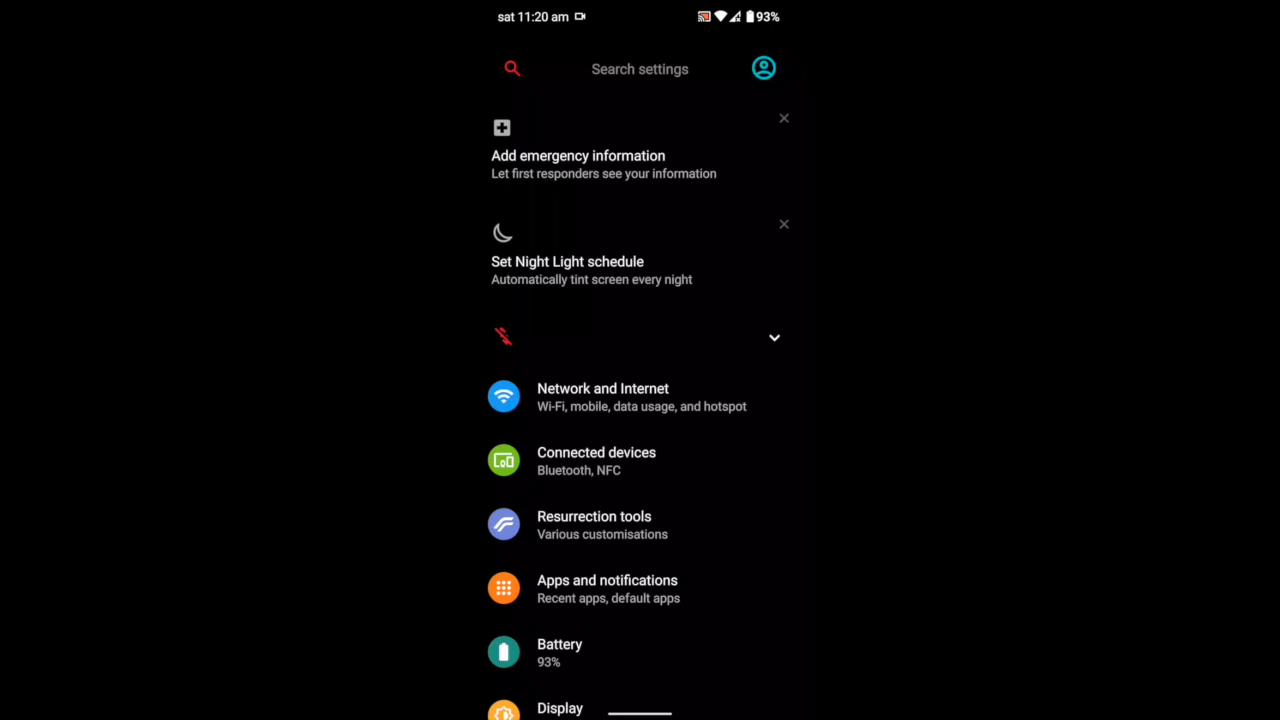 sat 11:20 am
93%
Search settings
Add emergency information
Let first responders see your information
Set Night Light schedule
Automatically tint screen every night
Network and Internet
Wi-Fi, mobile, data usage, and hotspot
Connected devices
Bluetooth, NFC
Resurrection tools
Various customisations
Apps and notifications
Recent apps, default apps
Battery
93%
Display